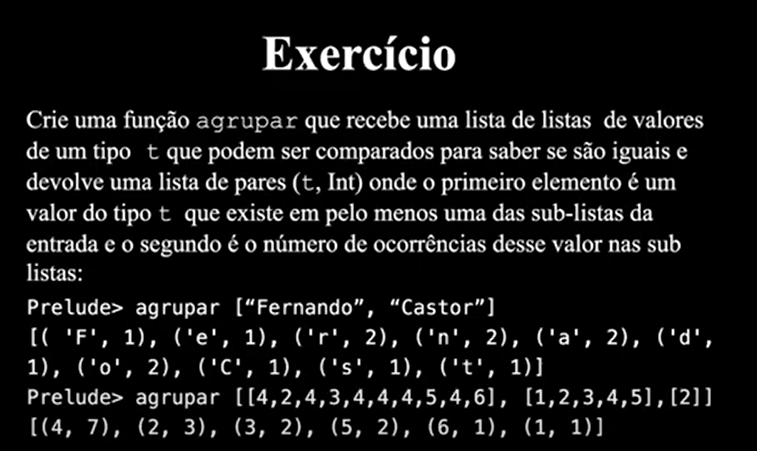 Exercício
Crie uma função agrupar que recebe uma lista de listas de valores
de um tipo t que podem ser comparados para saber se são iguais e
devolve uma lista de pares (t, Int) onde o primeiro elemento é um
valor do tipo t que existe em pelo menos uma das sub-listas da
entrada e o segundo é o número de ocorrências desse valor nas sub
listas:
Prelude> agrupar [“Fernando”, “Castor”]
[( 'F', 1), ('e', 1), ('r', 2), ('n', 2), ('a', 2), ('d',
1), ('o', 2), ('C', 1), ('s', 1), ('t', 1)]
Prelude> agrupar [[4,2,4,3,4,4,4,5,4,6], [1,2,3,4,5],[2]]
[(4, 7), (2, 3), (3, 2), (5, 2), (6, 1), (1, 1)]